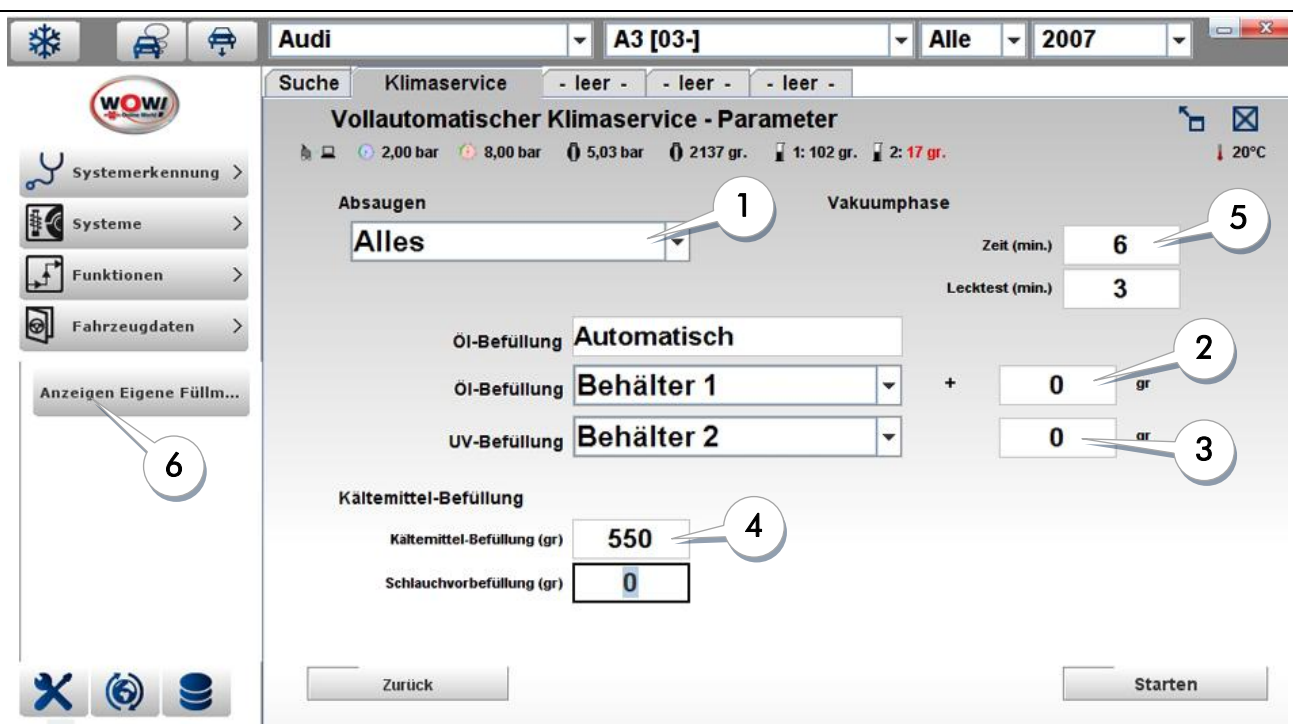 Audi A3 [03-] Alle 2007
Suche Klimaservice - leer - - leer - - leer -
WOW!
Vollautomatischer Klimaservice - Parameter
2,00 bar 8,00 bar 5,03 bar 2137 gr. 1: 102 gr. 2: 17 gr. 20°C
Systemerkennung >
Systeme >
Funktionen >
Fahrzeugdaten >
Anzeigen Eigene Füllm...
6
Absaugen
Alles
1
Vakuumphase
Zeit (min.) 6
5
Lecktest (min.) 3
Öl-Befüllung Automatisch
2
Öl-Befüllung Behälter 1 + 0 gr
UV-Befüllung Behälter 2 0 gr
3
Kältemittel-Befüllung
Kältemittel-Befüllung (gr) 550
4
Schlauchvorbefüllung (gr) 0
Zurück Starten